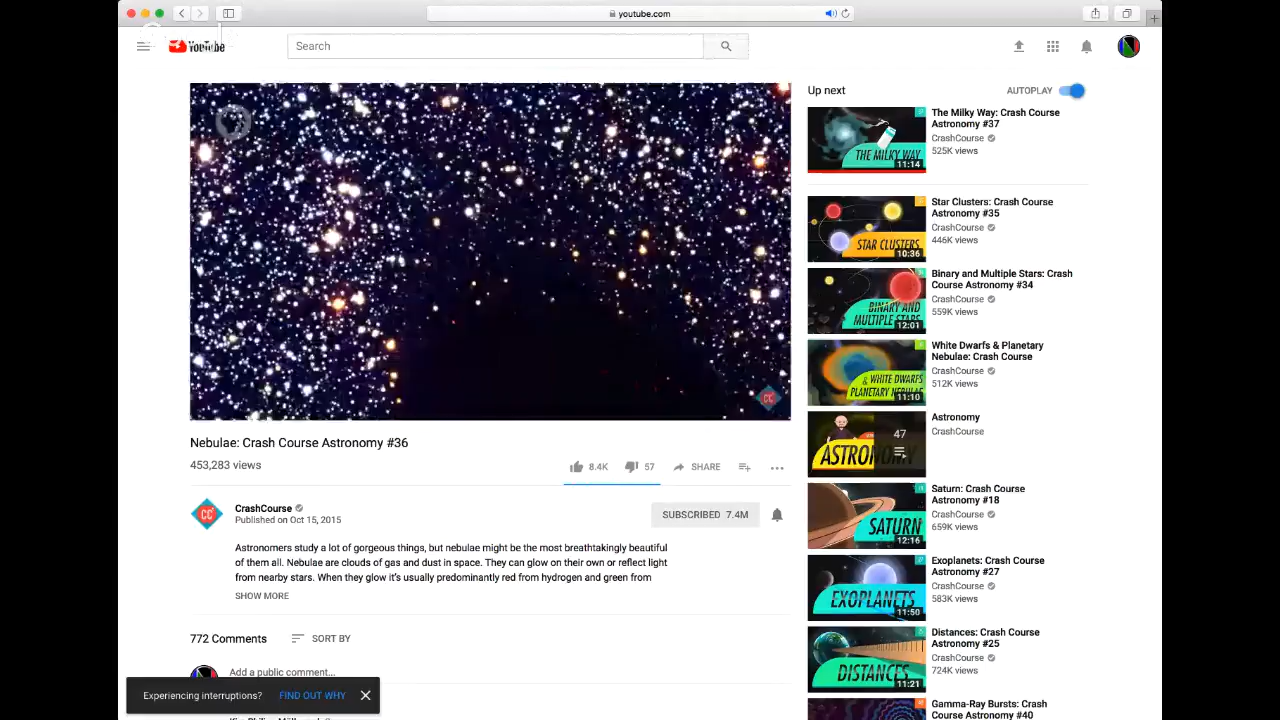 youtube.com
YouTube
Search
Up next
AUTOPLAY
The Milky Way: Crash Course
Astronomy #37
CrashCourse
525K views
THE MILKY WAY
11:14
Star Clusters: Crash Course
Astronomy #35
CrashCourse
446K views
STAR CLUSTERS
10:36
Binary and Multiple Stars: Crash
Course Astronomy #34
CrashCourse
559K views
BINARY AND
MULTIPLE STARS
12:01
White Dwarfs & Planetary
Nebulae: Crash Course
CrashCourse
512K views
& WHITE DWARFS
PLANETARY NEBULAE
11:10
Astronomy
CrashCourse
47
ASTRONOMY
Saturn: Crash Course
Astronomy #18
CrashCourse
659K views
SATURN
12:16
Exoplanets: Crash Course
Astronomy #27
CrashCourse
583K views
EXOPLANETS
11:50
Distances: Crash Course
Astronomy #25
CrashCourse
724K views
DISTANCES
11:21
Gamma-Ray Bursts: Crash
Course Astronomy #40
CC
Nebulae: Crash Course Astronomy #36
453,283 views
8.4K 57 SHARE
CC
CrashCourse
Published on Oct 15, 2015
SUBSCRIBED 7.4M
Astronomers study a lot of gorgeous things, but nebulae might be the most breathtakingly beautiful
of them all. Nebulae are clouds of gas and dust in space. They can glow on their own or reflect light
from nearby stars. When they glow it's usually predominantly red from hydrogen and green from
SHOW MORE
772 Comments SORT BY
Add a public comment...
Experiencing interruptions? FIND OUT WHY